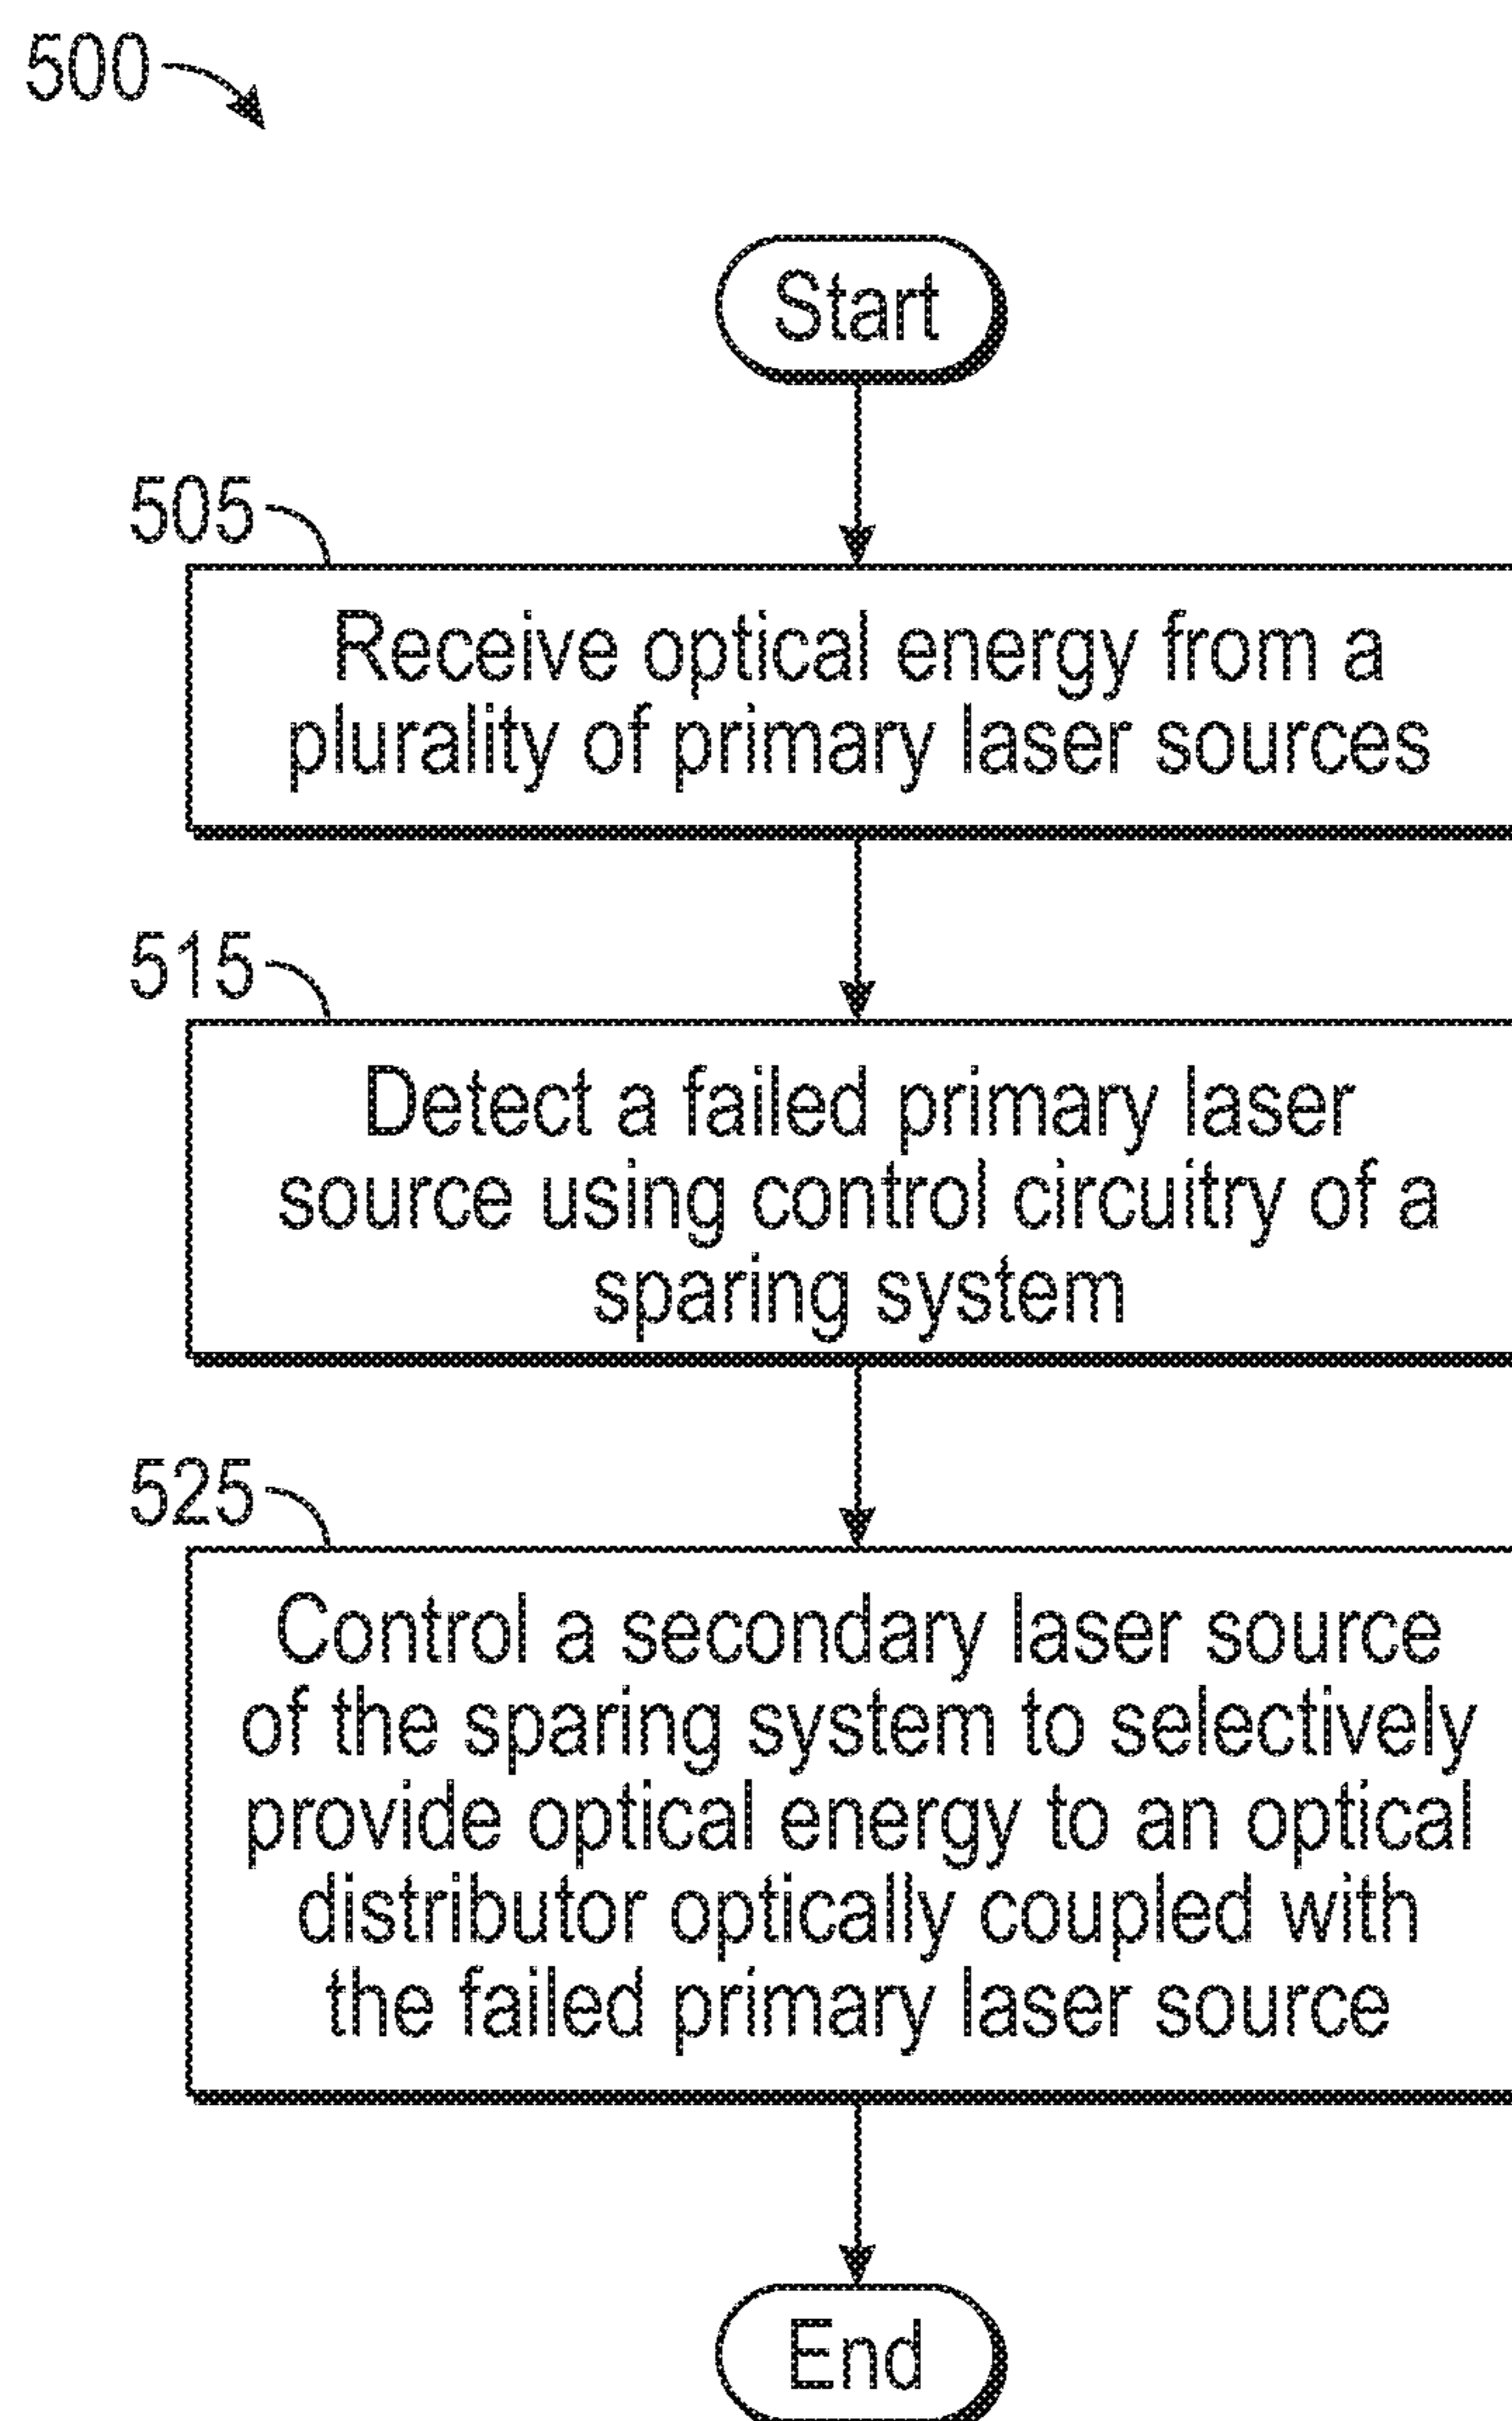 500
Start
505
Receive optical energy from a
plurality of primary laser sources
515
Detect a failed primary laser
source using control circuitry of a
sparing system
525
Control a secondary laser source
of the sparing system to selectively
provide optical energy to an optical
distributor optically coupled with
the failed primary laser source
End